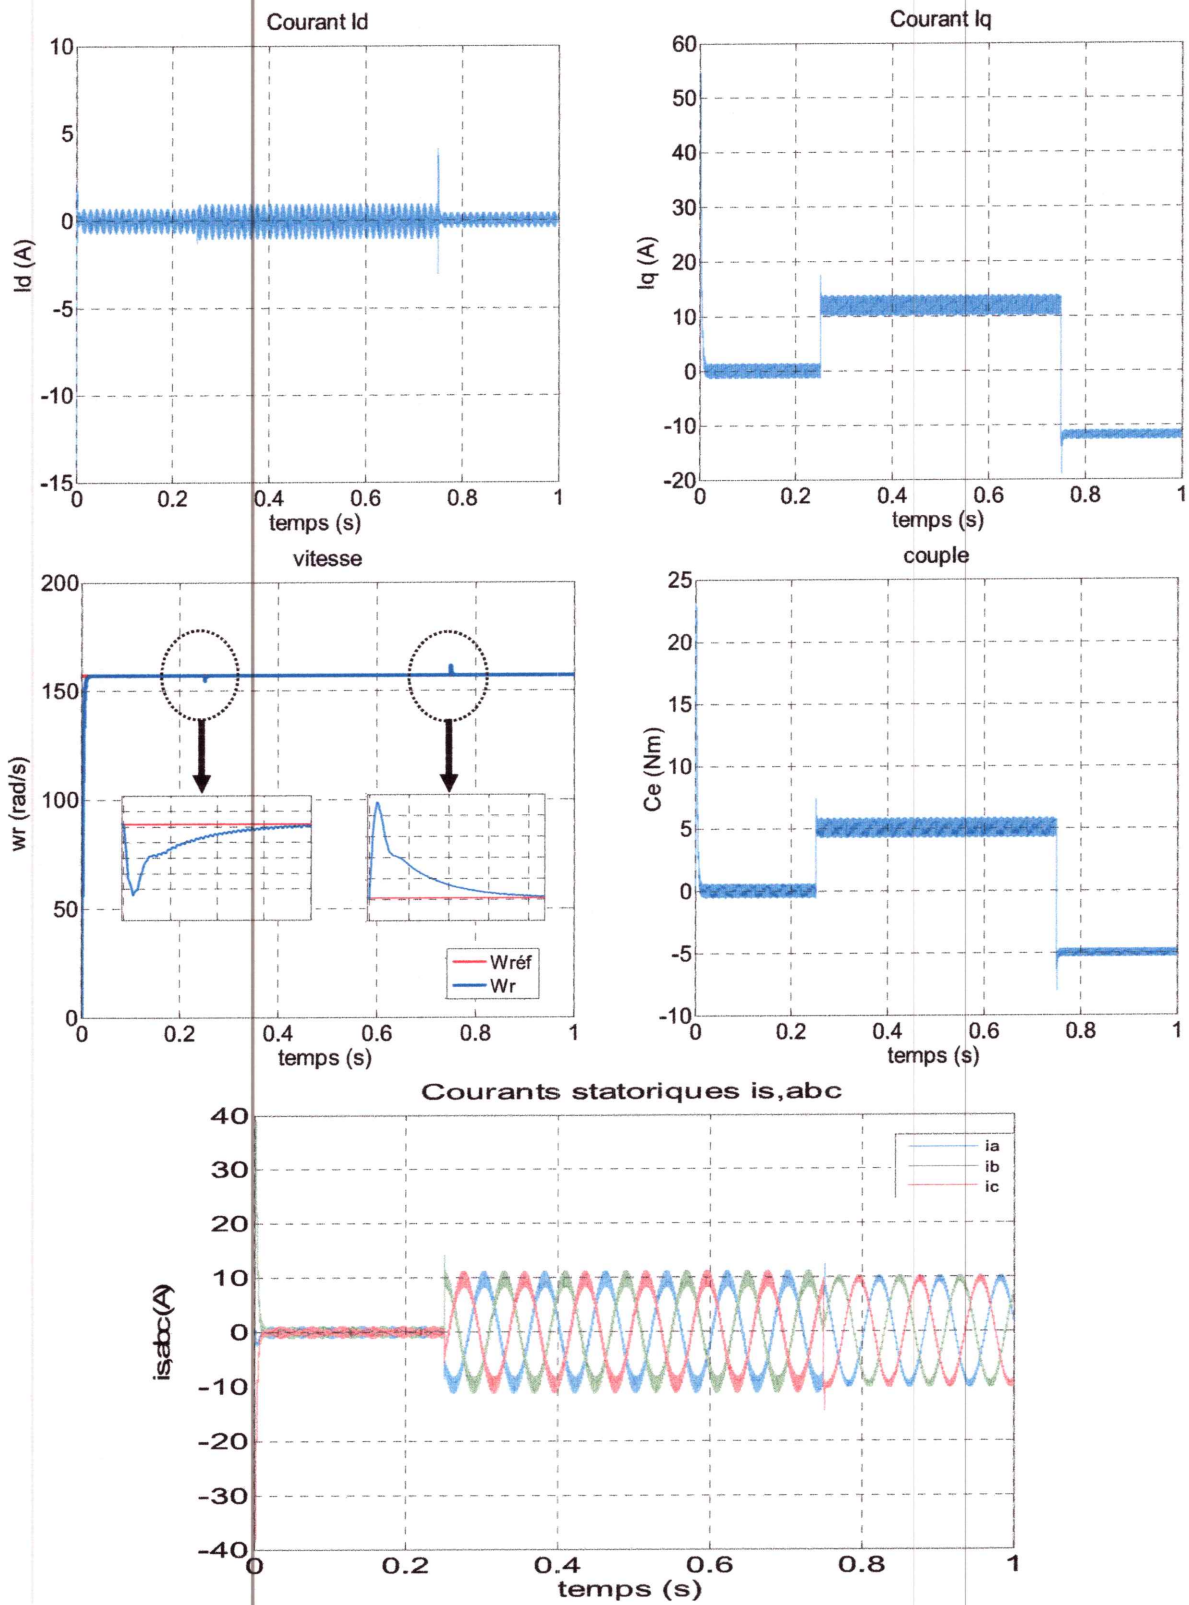 Courant Id
10
5
0
-5
-10
-15
Id (A)
0 0.2 0.4 0.6 0.8 1
temps (s)
Courant Iq
60
50
40
30
20
10
0
-10
-20
Iq (A)
0 0.2 0.4 0.6 0.8 1
temps (s)
vitesse
200
150
100
50
0
wr (rad/s)
Wréf
Wr
0 0.2 0.4 0.6 0.8 1
temps (s)
couple
25
20
15
10
5
0
-5
-10
Ce (Nm)
0 0.2 0.4 0.6 0.8 1
temps (s)
Courants statoriques is,abc
40
30
20
10
0
-10
-20
-30
-40
is,abc(A)
ia
ib
ic
0 0.2 0.4 0.6 0.8 1
temps (s)